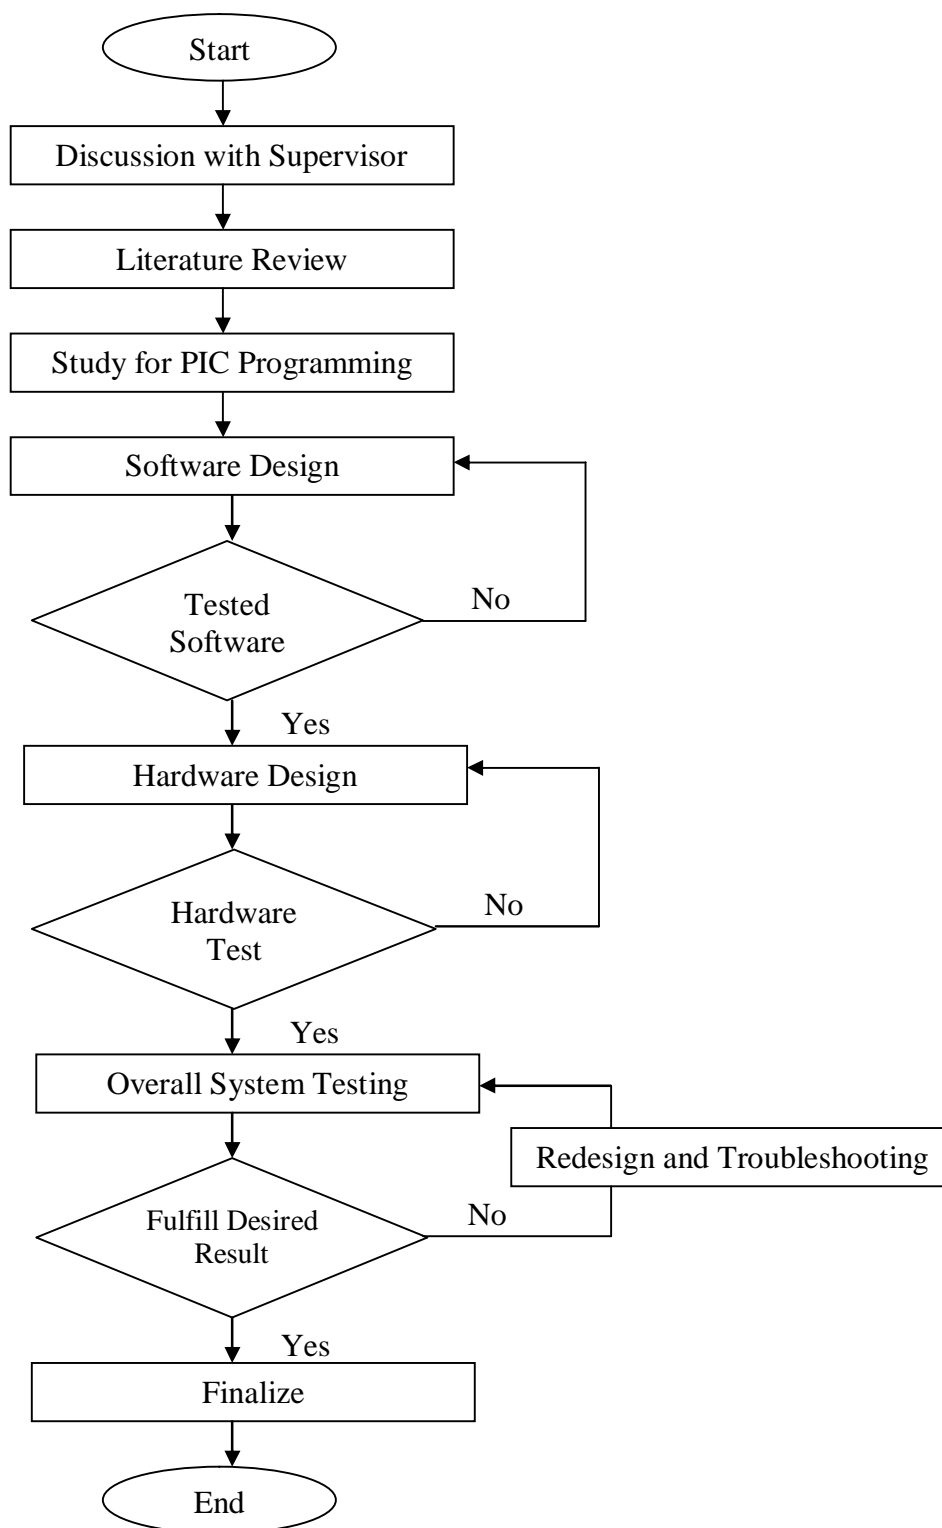 Start
Discussion with Supervisor
Literature Review
Study for PIC Programming
Software Design
Tested
Software
No
Yes
Hardware Design
Hardware
Test
No
Yes
Overall System Testing
Redesign and Troubleshooting
Fulfill Desired
Result
No
Yes
Finalize
End